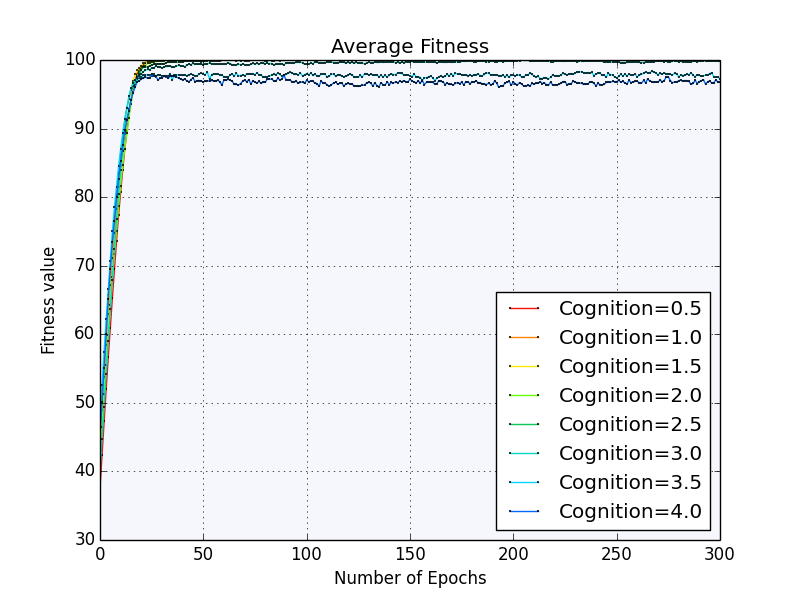 Average Fitness
100
90
80
70
60
50
40
30
Fitness value
0
50
100
150
200
250
300
Number of Epochs
Cognition=0.5
Cognition=1.0
Cognition=1.5
Cognition=2.0
Cognition=2.5
Cognition=3.0
Cognition=3.5
Cognition=4.0